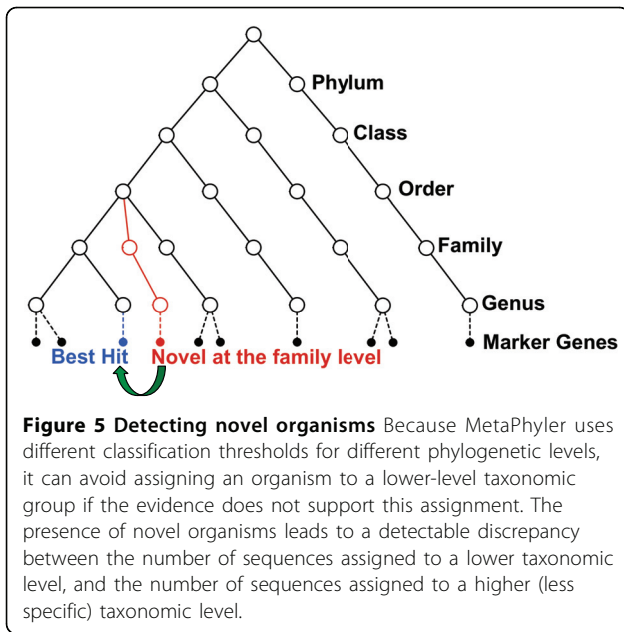 Phylum
Class
Order
Family
Genus
Marker Genes
Best Hit Novel at the family level
Figure 5 Detecting novel organisms Because MetaPhyler uses
different classification thresholds for different phylogenetic levels,
it can avoid assigning an organism to a lower-level taxonomic
group if the evidence does not support this assignment. The
presence of novel organisms leads to a detectable discrepancy
between the number of sequences assigned to a lower taxonomic
level, and the number of sequences assigned to a higher (less
specific) taxonomic level.